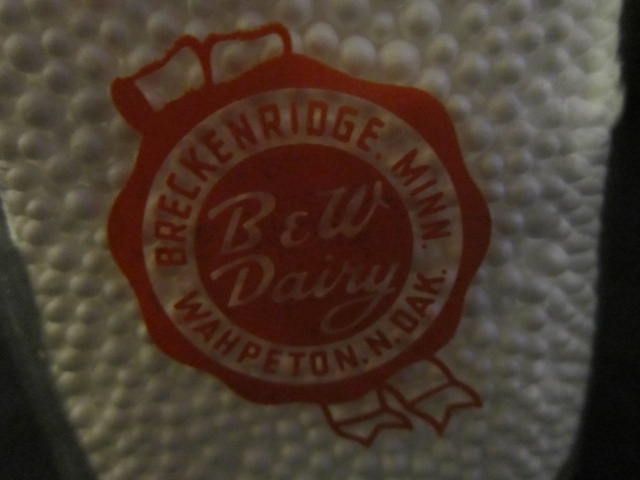 BRECKENRIDGE. MINN.
B & W
Dairy
WAHPETON. N. DAK.